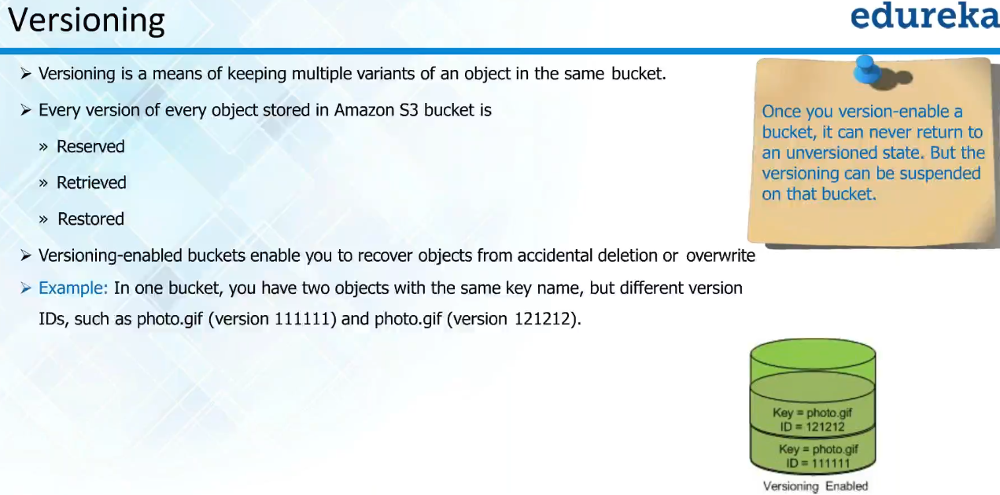 Versioning
edureka
➢ Versioning is a means of keeping multiple variants of an object in the same bucket.
➢ Every version of every object stored in Amazon S3 bucket is
» Reserved
» Retrieved
» Restored
➢ Versioning-enabled buckets enable you to recover objects from accidental deletion or overwrite
➢ Example: In one bucket, you have two objects with the same key name, but different version
IDs, such as photo.gif (version 111111) and photo.gif (version 121212).
Once you version-enable a
bucket, it can never return to
an unversioned state. But the
versioning can be suspended
on that bucket.
Key = photo.gif
ID = 121212
Key = photo.gif
ID = 111111
Versioning Enabled